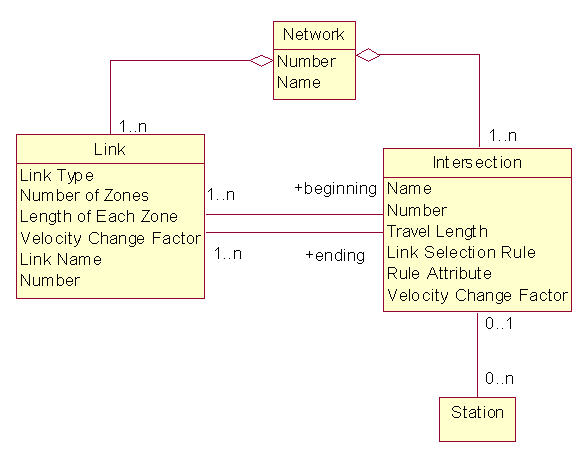 Network
Number
Name
1..n
1..n
Link
Link Type
Number of Zones
Length of Each Zone
Velocity Change Factor
Link Name
Number
1..n
+beginning
1..n
+ending
Intersection
Name
Number
Travel Length
Link Selection Rule
Rule Attribute
Velocity Change Factor
0..1
0..n
Station